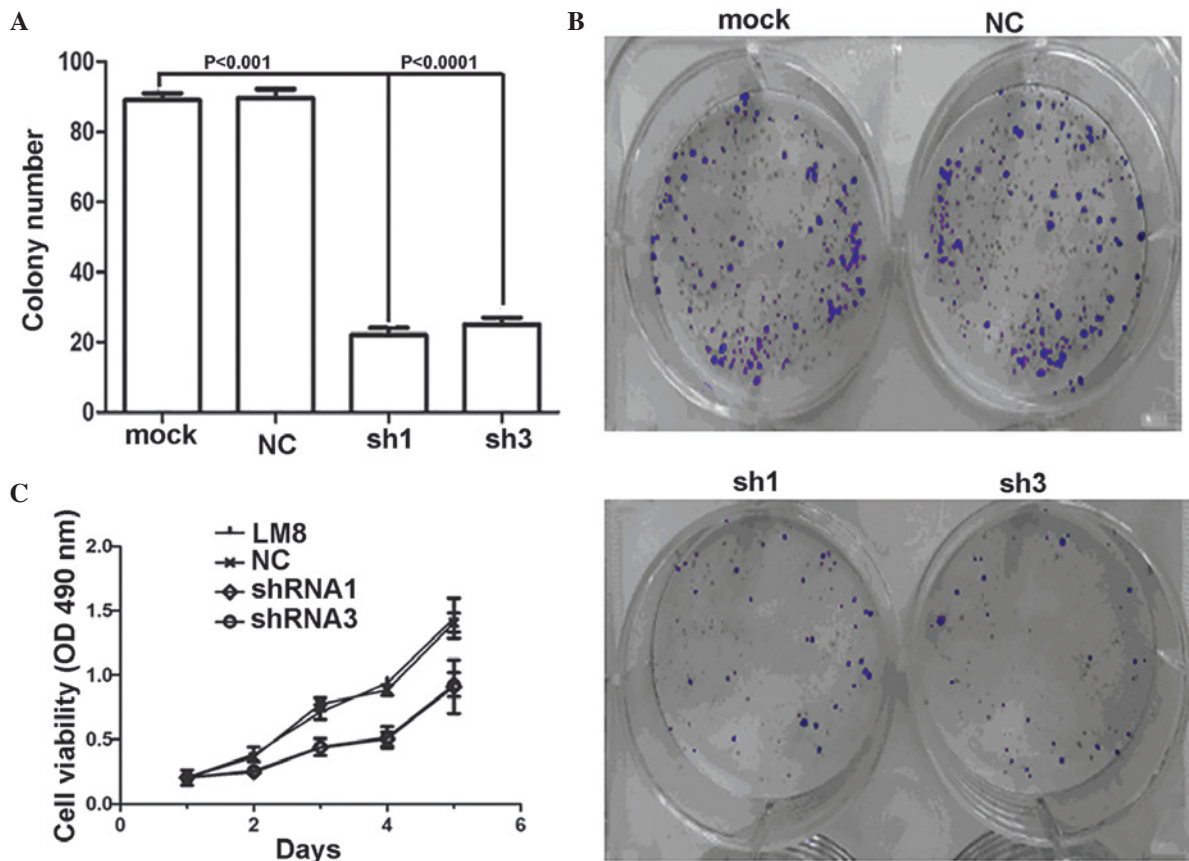 A
P<0.001
P<0.0001
100
80
60
40
20
0
Colony number
mock
NC
sh1
sh3
B
mock
NC
sh1
sh3
C
LM8
NC
shRNA1
shRNA3
2.0
1.5
1.0
0.5
0.0
Cell viability (OD 490 nm)
0
2
4
6
Days